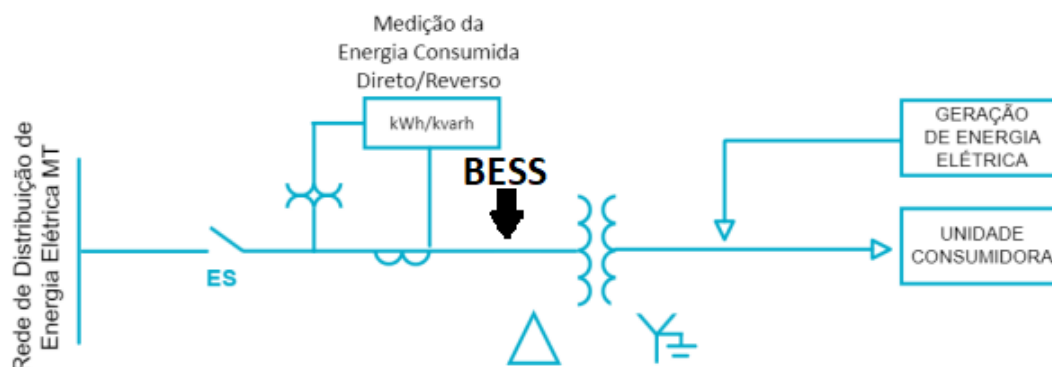 Medição da
Energia Consumida
Direto/Reverso
kWh/kvarh
BESS
GERAÇÃO
DE ENERGIA
ELÉTRICA
UNIDADE
CONSUMIDORA
Rede de Distribuição de
Energia Elétrica MT
ES